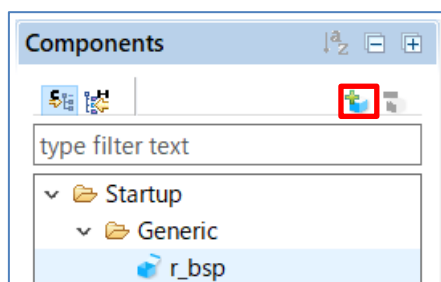 Components
type filter text
Startup
Generic
r_bsp